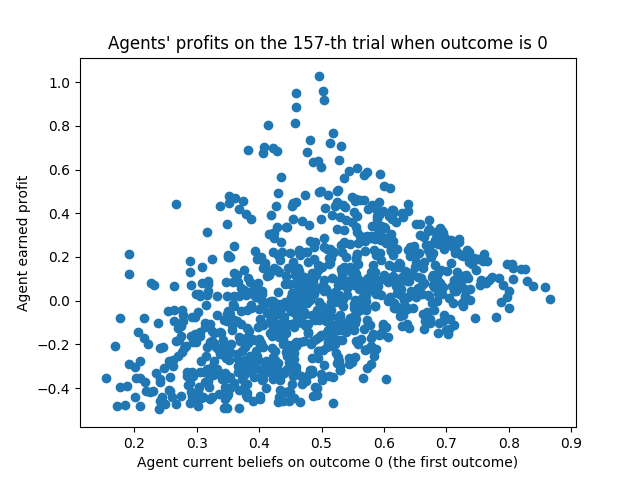 Agents' profits on the 157-th trial when outcome is 0
1.0
0.8
0.6
0.4
0.2
0.0
−0.2
−0.4
Agent earned profit
0.2 0.3 0.4 0.5 0.6 0.7 0.8 0.9
Agent current beliefs on outcome 0 (the first outcome)